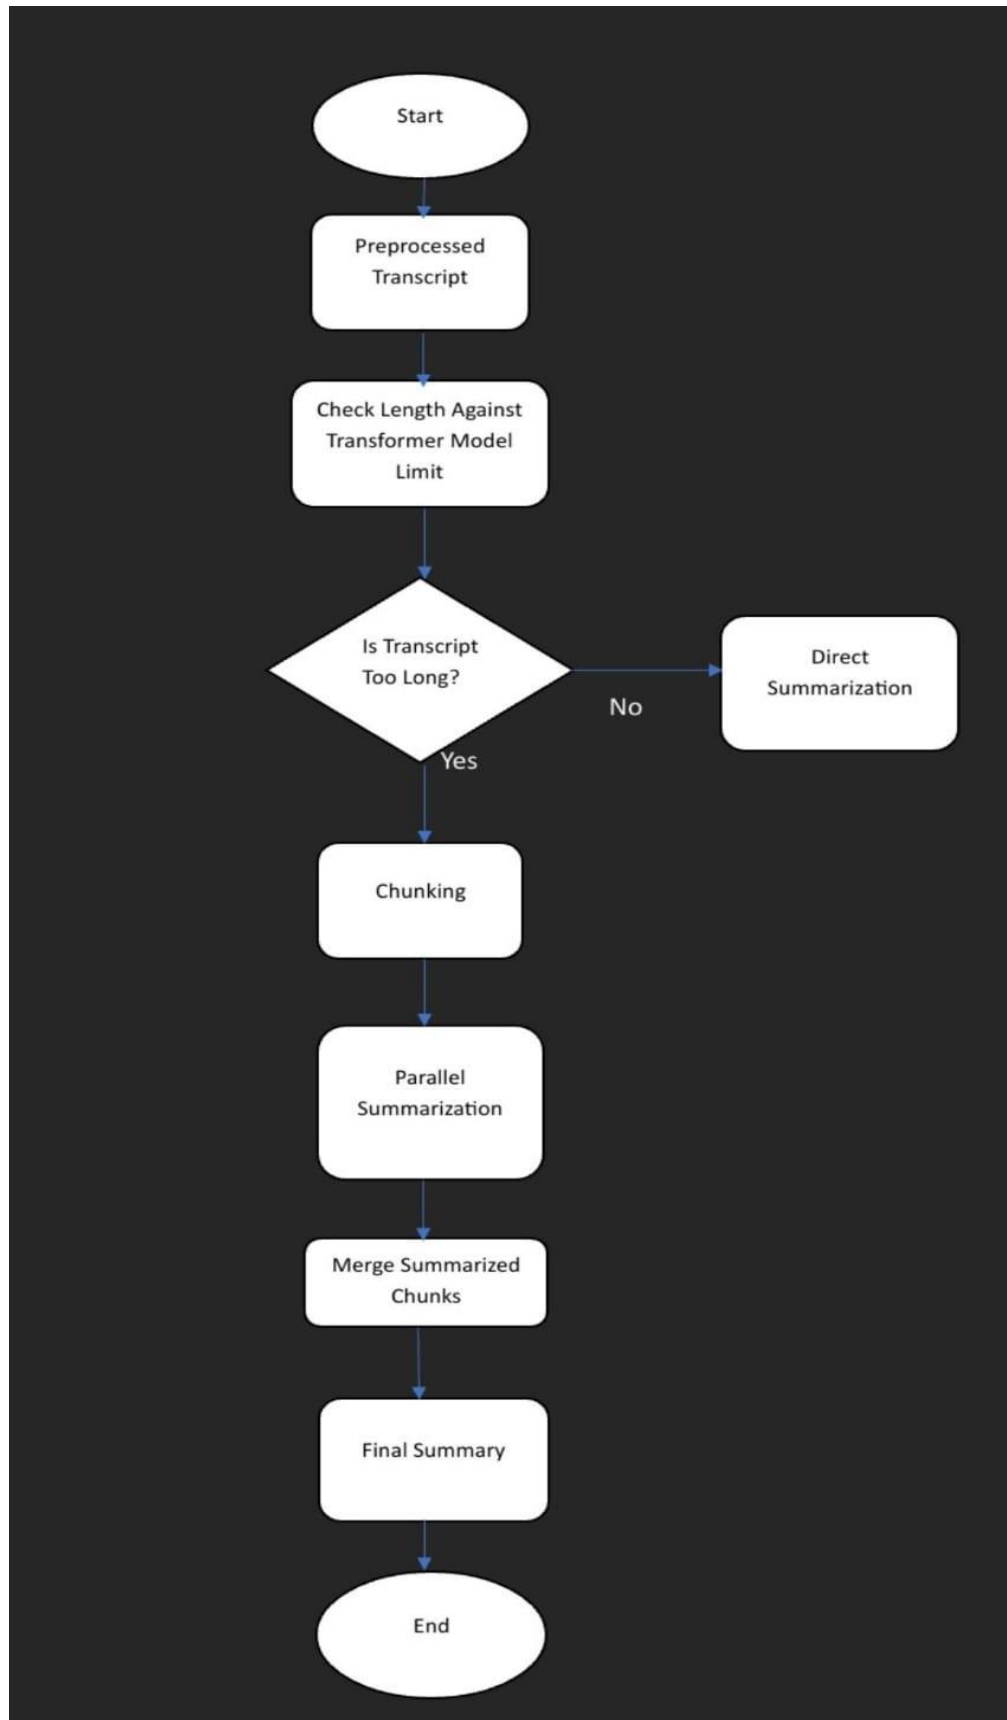 Start
Preprocessed
Transcript
Check Length Against
Transformer Model
Limit
Is Transcript
Too Long?
No
Direct
Summarization
Yes
Chunking
Parallel
Summarization
Merge Summarized
Chunks
Final Summary
End